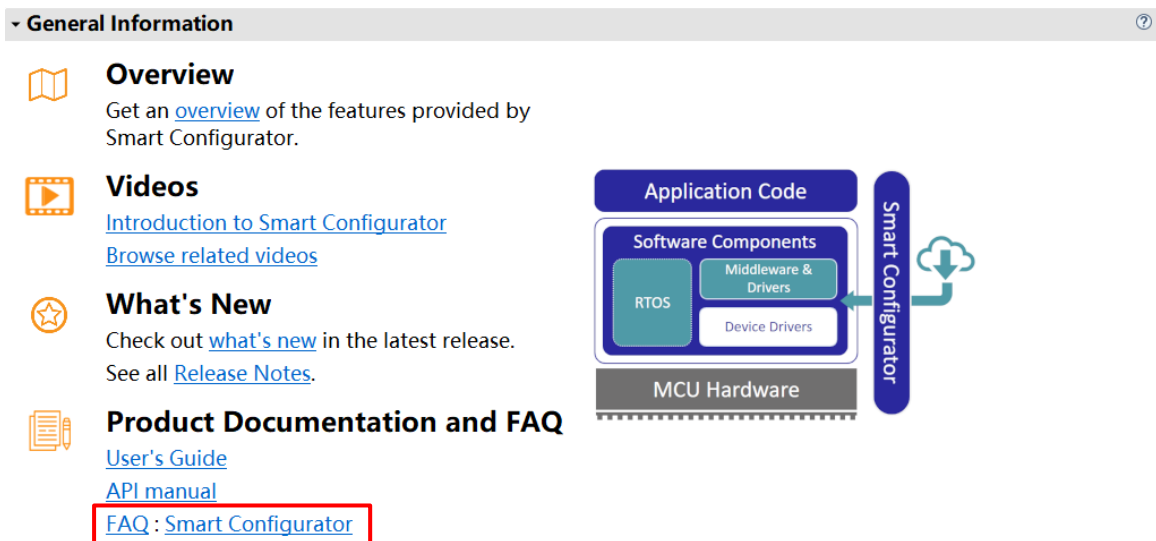 General Information
Overview
Get an overview of the features provided by
Smart Configurator.
Videos
Introduction to Smart Configurator
Browse related videos
What's New
Check out what's new in the latest release.
See all Release Notes.
Product Documentation and FAQ
User's Guide
API manual
FAQ : Smart Configurator
Application Code
Software Components
RTOS
Middleware &
Drivers
Device Drivers
MCU Hardware
Smart Configurator